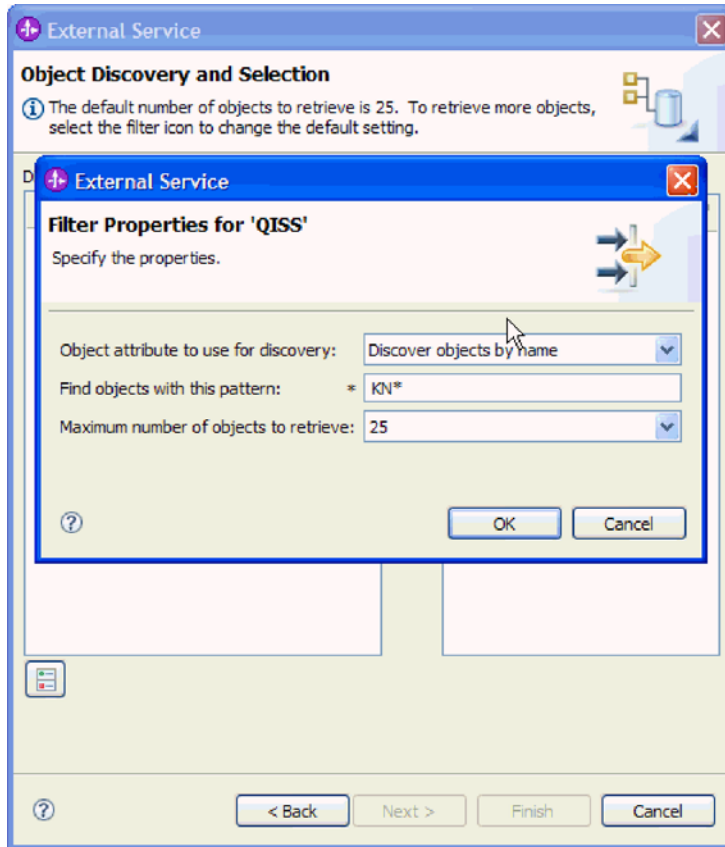 External Service
Object Discovery and Selection
The default number of objects to retrieve is 25. To retrieve more objects,
select the filter icon to change the default setting.
D
External Service
Filter Properties for 'QISS'
Specify the properties.
Object attribute to use for discovery: Discover objects by name
Find objects with this pattern: * KN*
Maximum number of objects to retrieve: 25
? OK Cancel
? < Back Next > Finish Cancel